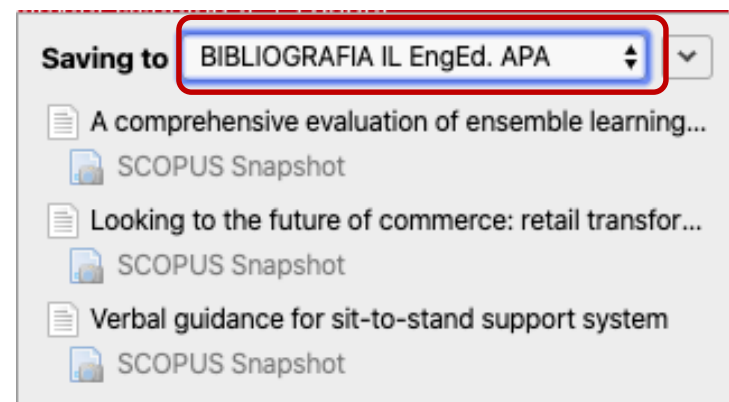 Saving to BIBLIOGRAFIA IL EngEd. APA
A comprehensive evaluation of ensemble learning...
SCOPUS Snapshot
Looking to the future of commerce: retail transfor...
SCOPUS Snapshot
Verbal guidance for sit-to-stand support system
SCOPUS Snapshot